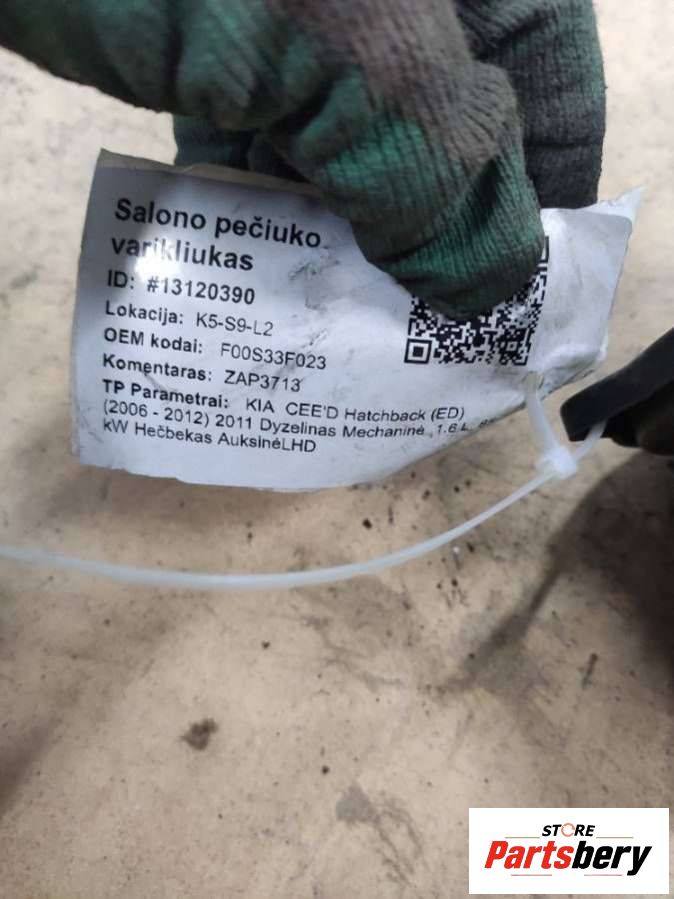 Salono pečiuko
varikliukas
ID: #13120390
Lokacija: K5-S9-L2
OEM kodai: F00S33F023
Komentaras: ZAP3713
TP Parametrai: KIA CEE'D Hatchback (ED)
(2006 - 2012) 2011 Dyzelinas Mechaninė ,1.6 L,
kW Hečbekas AuksinėLHD
STORE
Partsbery